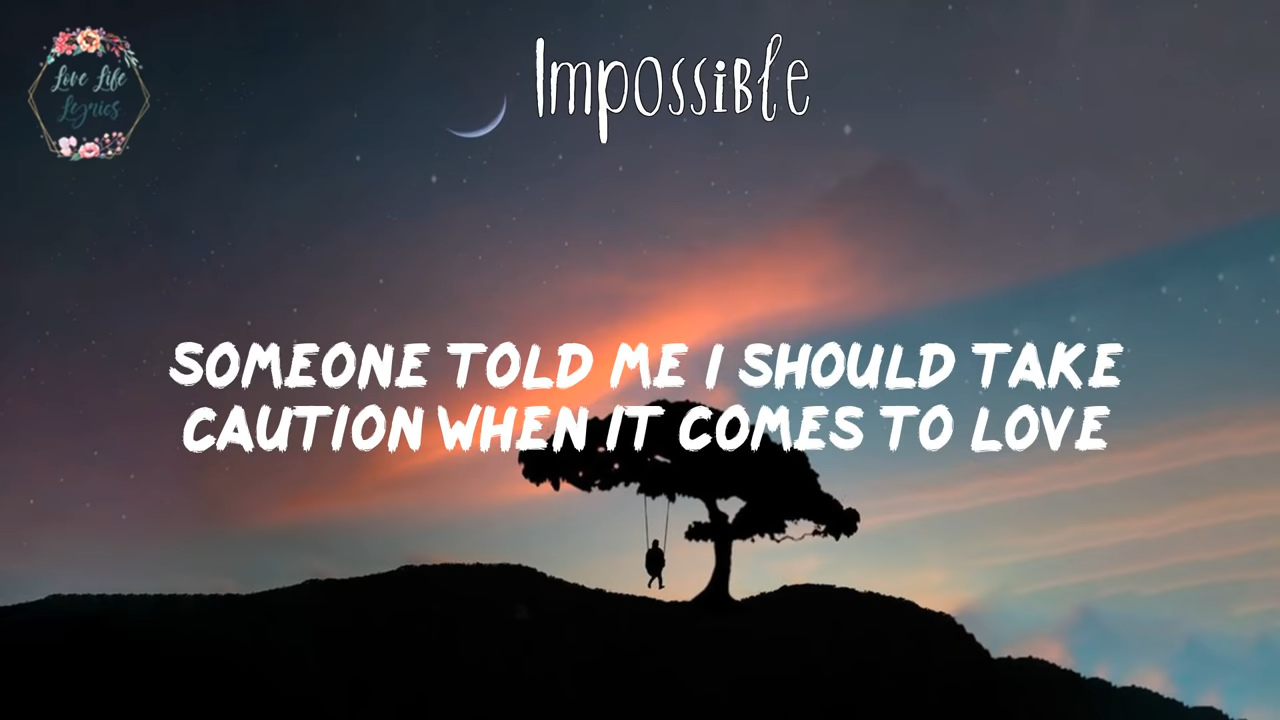 Love Life
Lyrics
Impossible
SOMEONE TOLD ME I SHOULD TAKE
CAUTION WHEN IT COMES TO LOVE